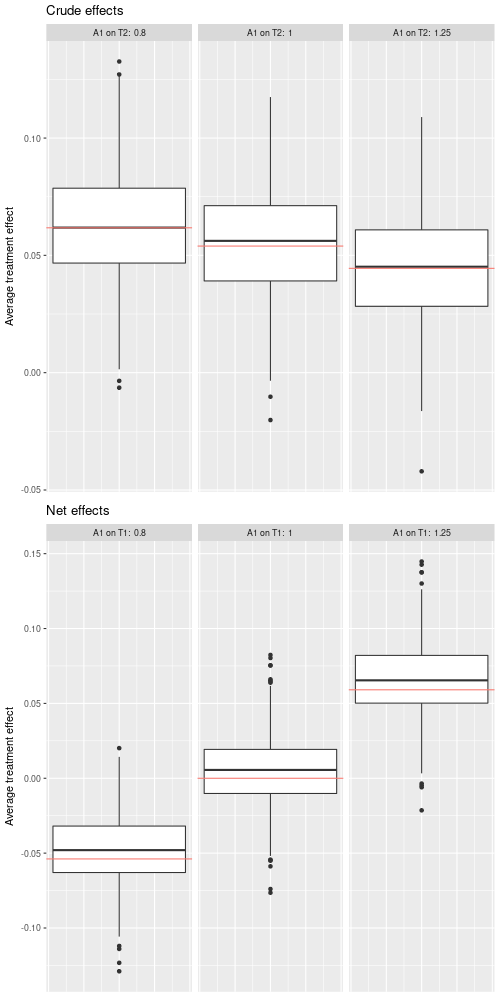 Crude effects
A1 on T2: 0.8
A1 on T2: 1
A1 on T2: 1.25
Average treatment effect
0.10
0.05
0.00
-0.05
Net effects
A1 on T1: 0.8
A1 on T1: 1
A1 on T1: 1.25
Average treatment effect
0.15
0.10
0.05
0.00
-0.05
-0.10